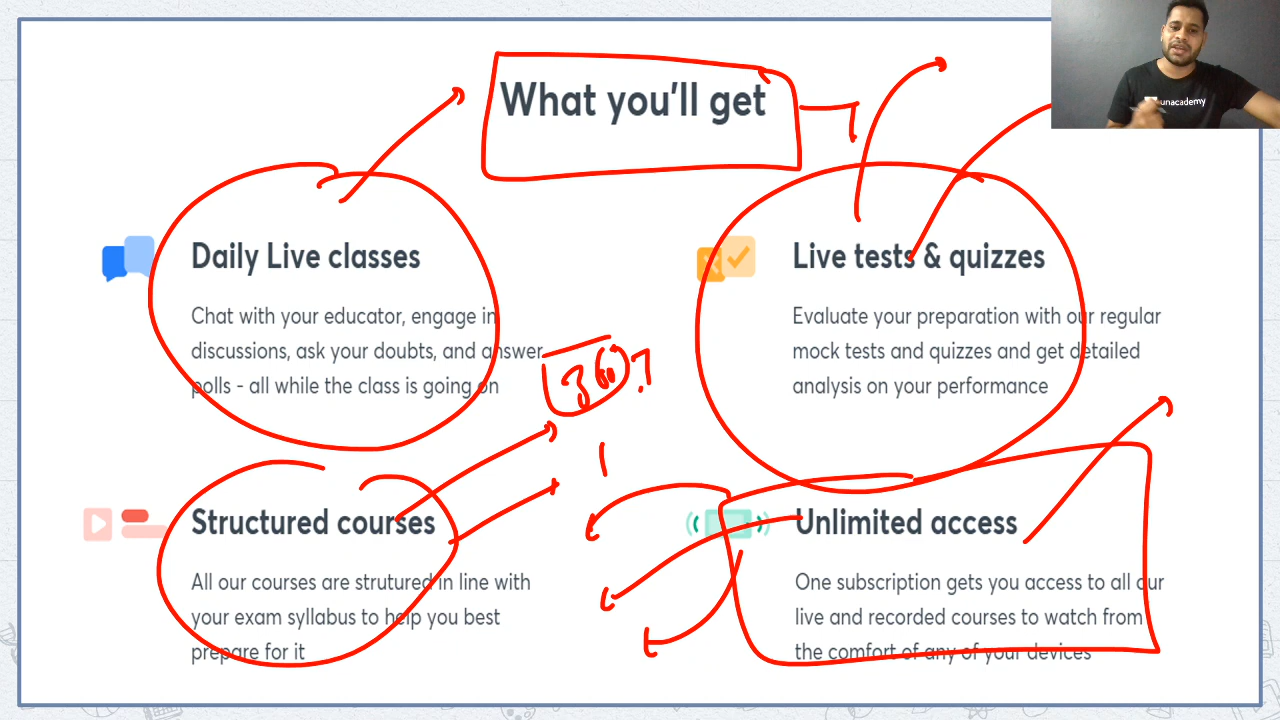 What you'll get
unacademy
Daily Live classes
Chat with your educator, engage in
discussions, ask your doubts, and answer
polls - all while the class is going on
Live tests & quizzes
Evaluate your preparation with our regular
mock tests and quizzes and get detailed
analysis on your performance
360?
Structured courses
All our courses are strutured in line with
your exam syllabus to help you best
prepare for it
Unlimited access
One subscription gets you access to all our
live and recorded courses to watch from
the comfort of any of your devices